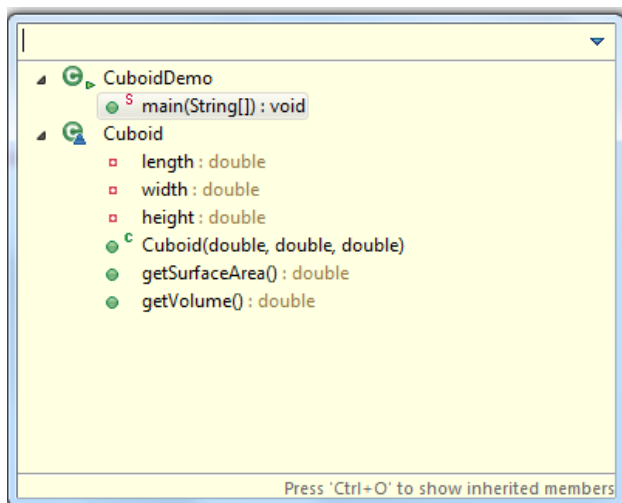 CuboidDemo
S main(String[]) : void
Cuboid
length : double
width : double
height : double
C Cuboid(double, double, double)
getSurfaceArea() : double
getVolume() : double
Press 'Ctrl+O' to show inherited members